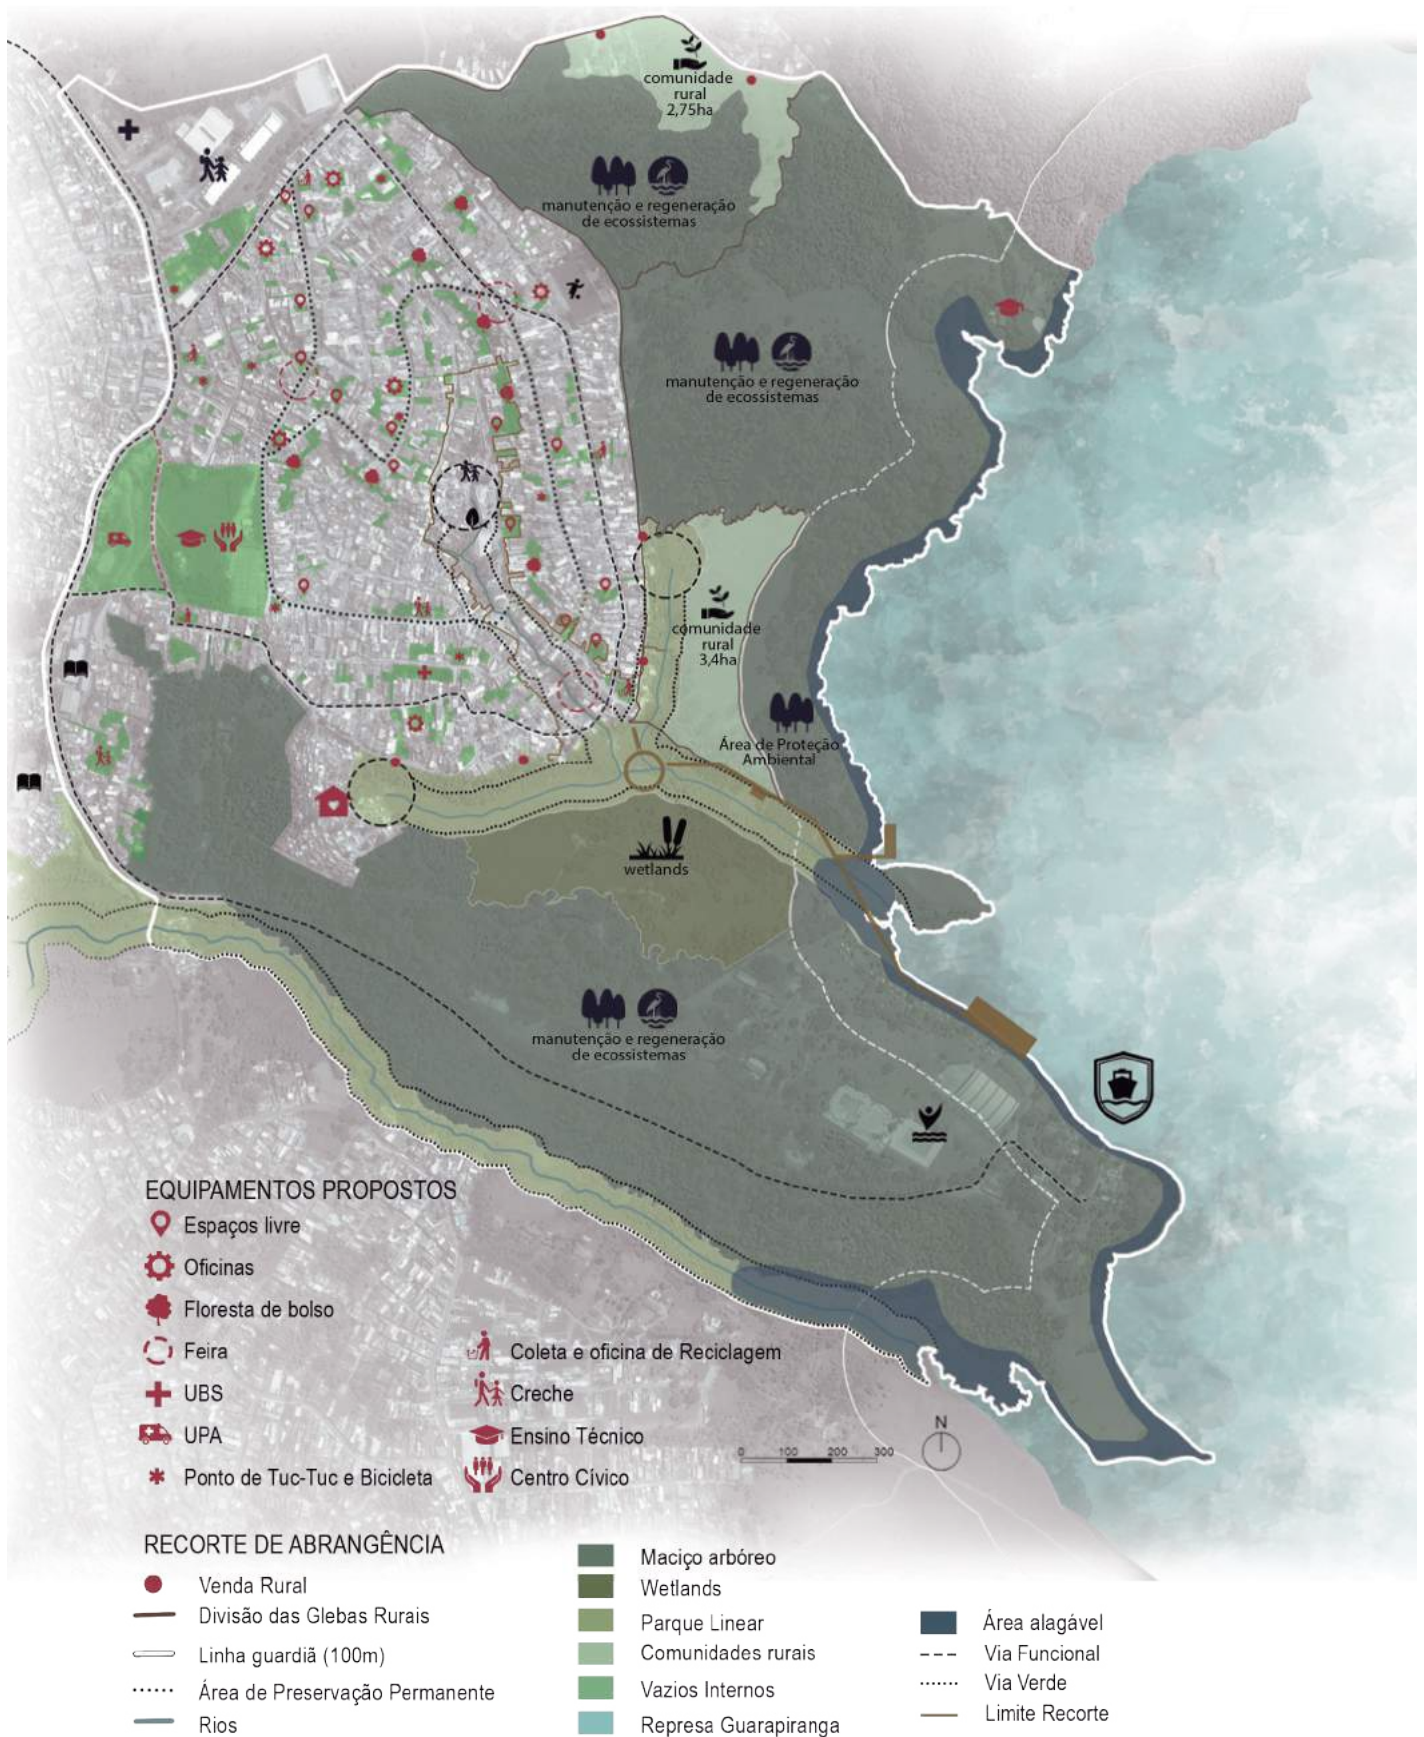 comunidade
rural
2,75ha
manutenção e regeneração
de ecossistemas
manutenção e regeneração
de ecossistemas
comunidade
rural
3,4ha
Área de Proteção
Ambiental
wetlands
manutenção e regeneração
de ecossistemas
EQUIPAMENTOS PROPOSTOS
Espaços livre
Oficinas
Floresta de bolso
Feira
UBS
UPA
Ponto de Tuc-Tuc e Bicicleta
Coleta e oficina de Reciclagem
Creche
Ensino Técnico
Centro Cívico
N
0 100 200 300
RECORTE DE ABRANGÊNCIA
Venda Rural
Divisão das Glebas Rurais
Linha guardiã (100m)
Área de Preservação Permanente
Rios
Maciço arbóreo
Wetlands
Parque Linear
Comunidades rurais
Vazios Internos
Represa Guarapiranga
Área alagável
Via Funcional
Via Verde
Limite Recorte